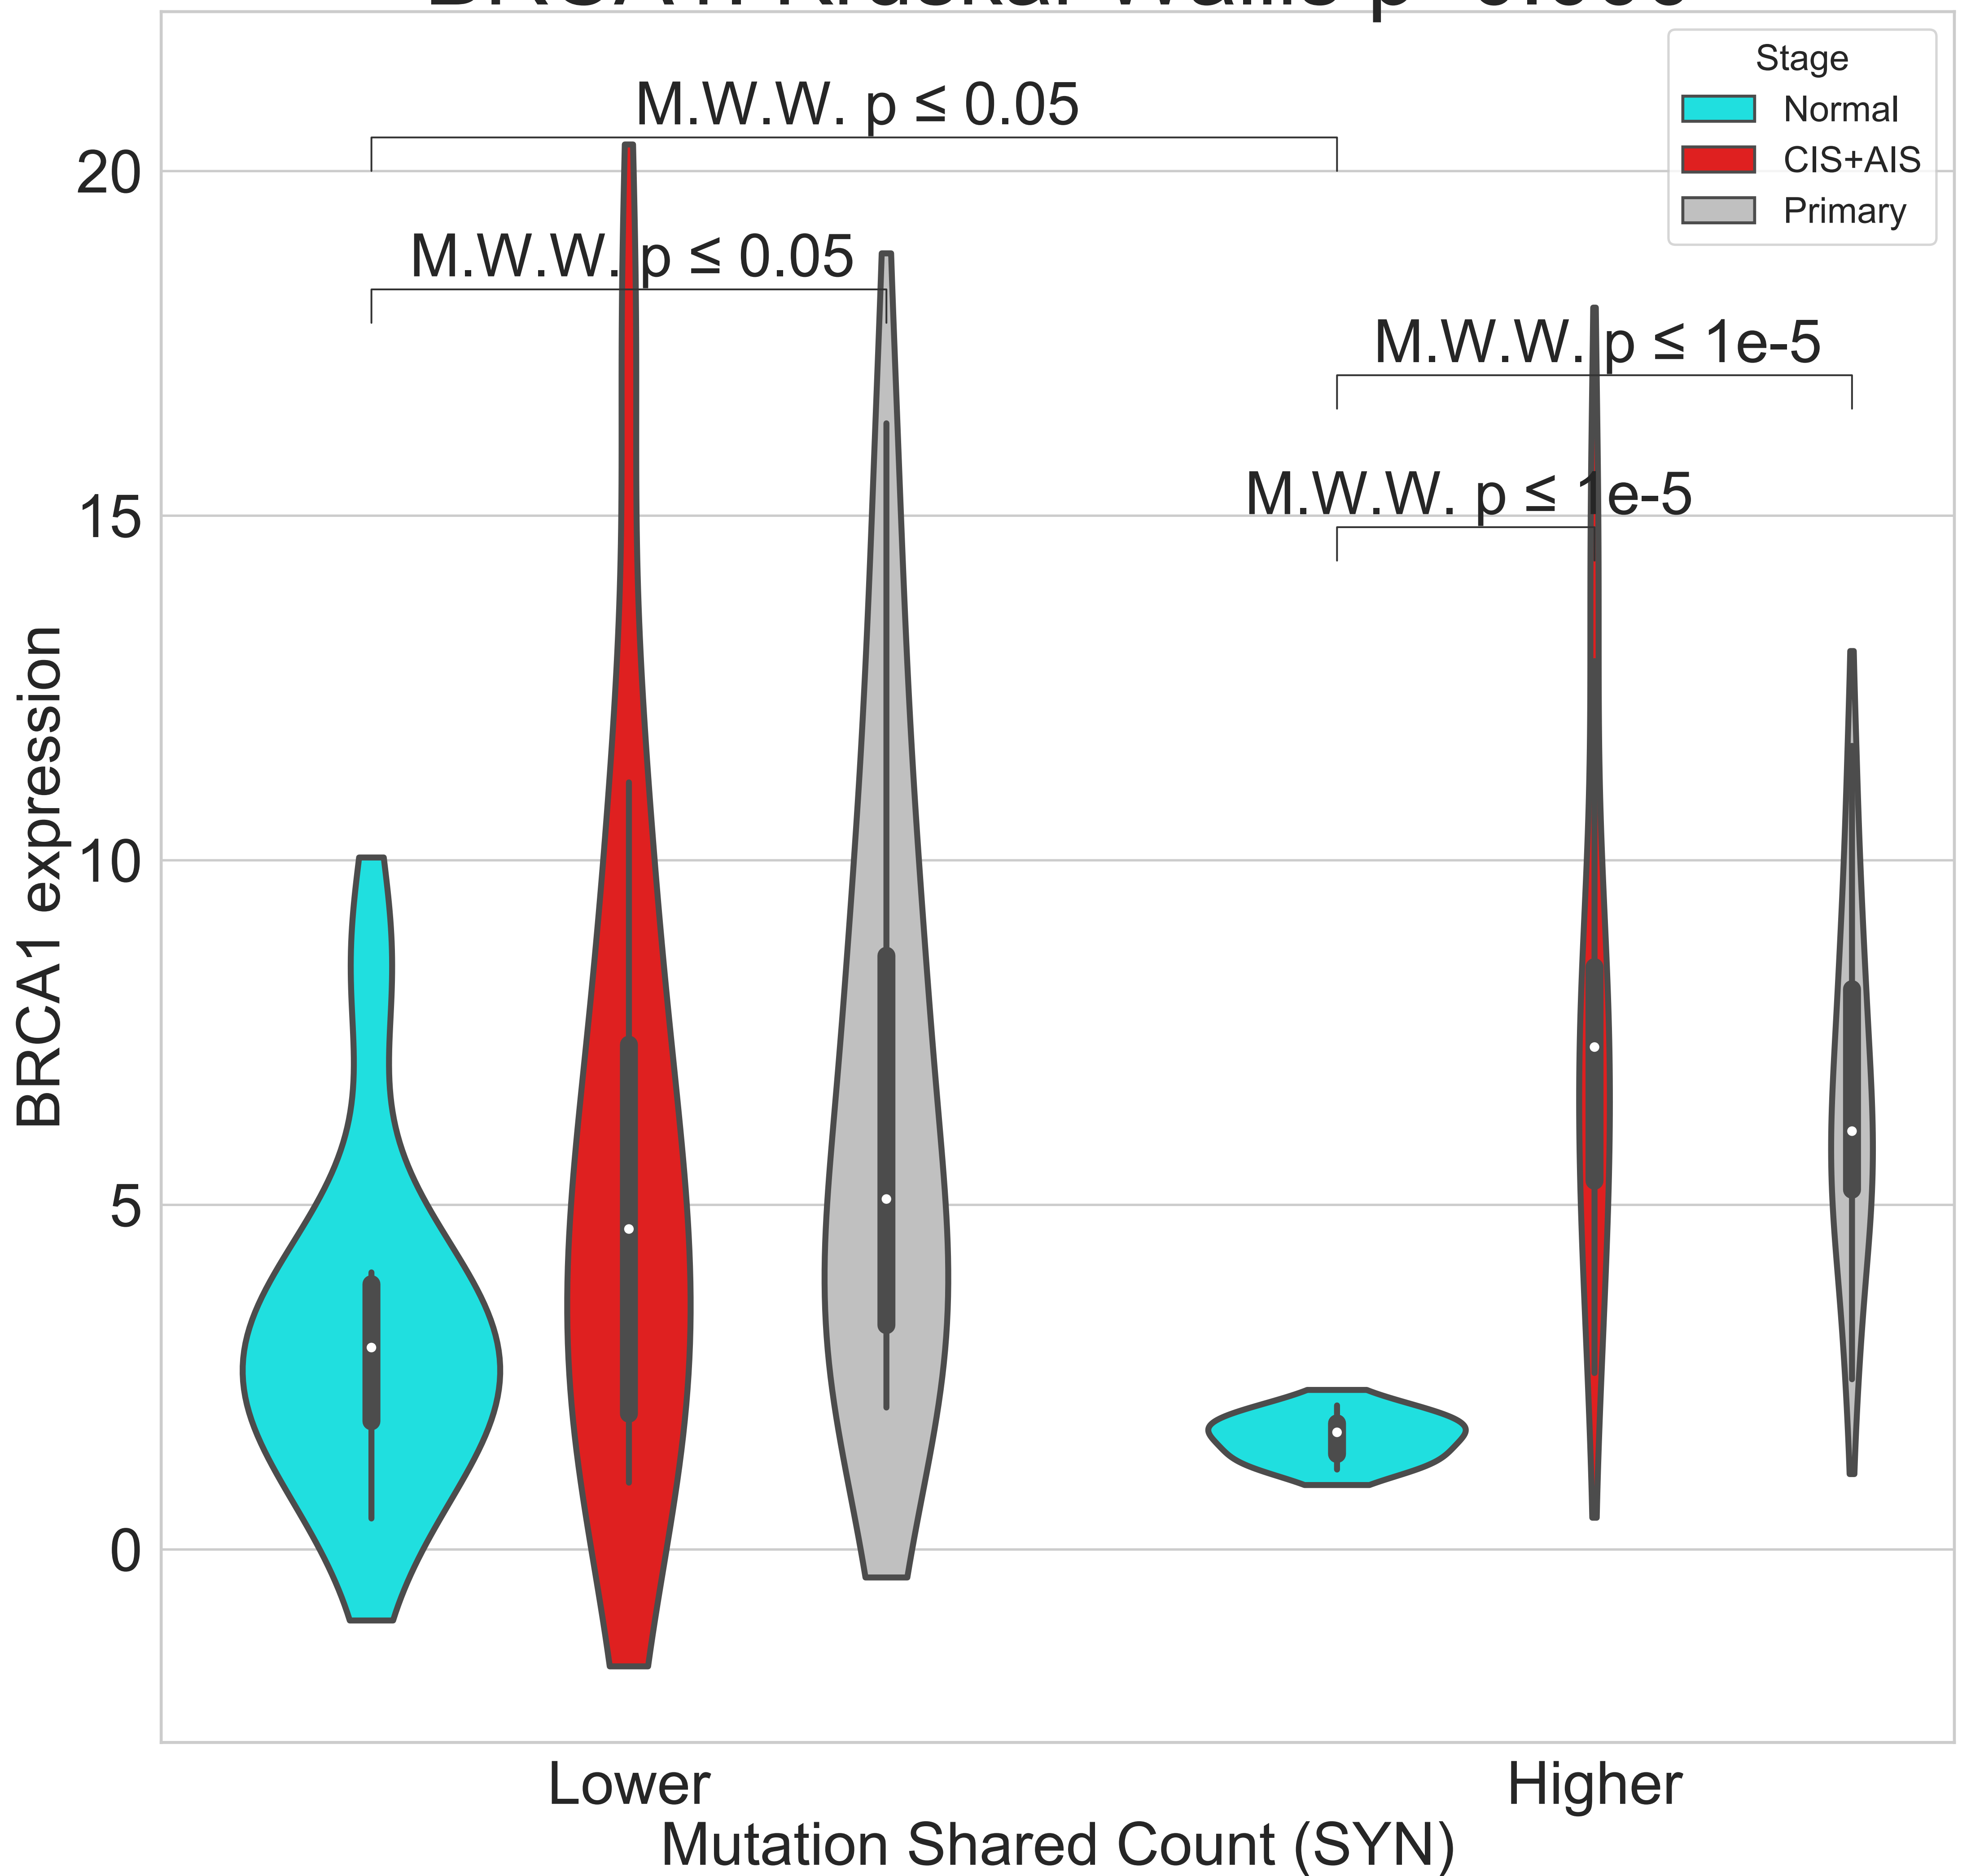 Stage
Normal
CIS+AIS
Primary
M.W.W. p ≤ 0.05
M.W.W. p ≤ 0.05
M.W.W. p ≤ 1e-5
M.W.W. p ≤ 1e-5
20
15
10
5
0
BRCA1 expression
Lower
Higher
Mutation Shared Count (SYN)